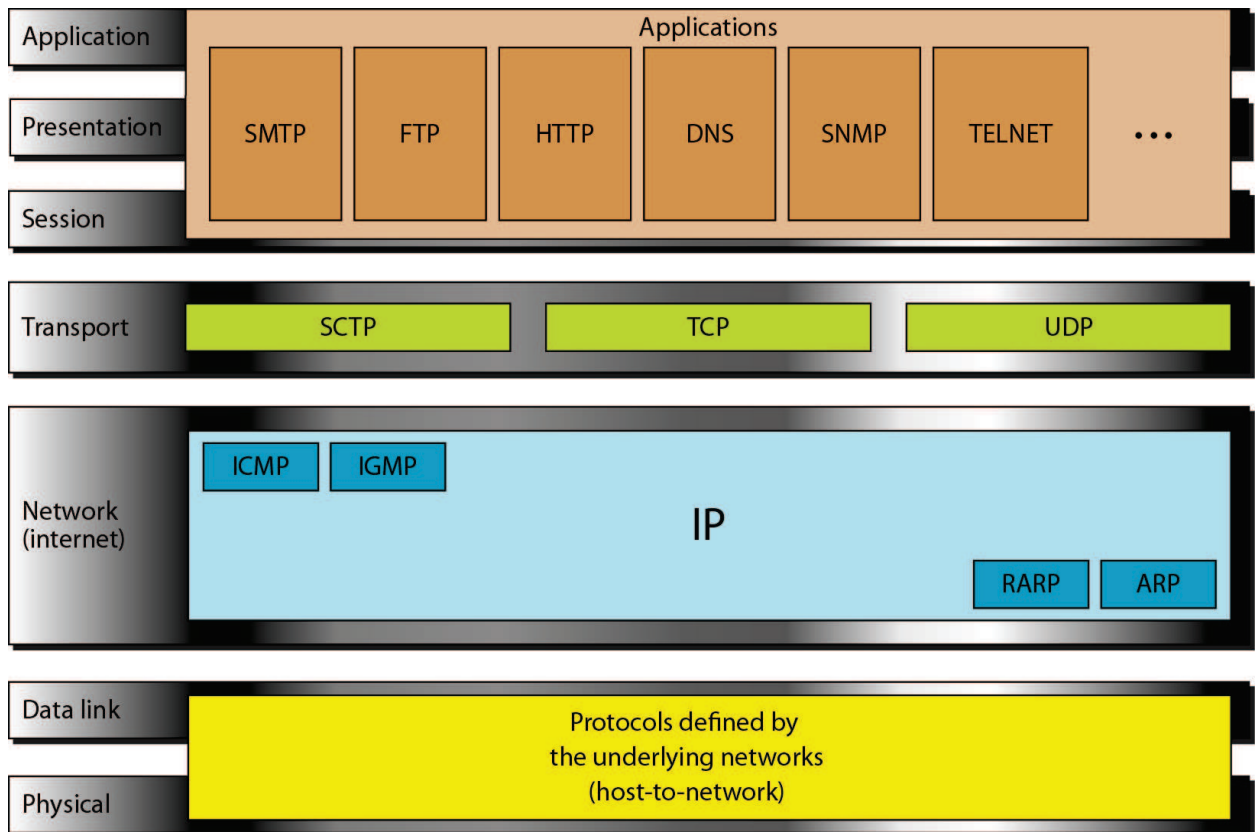 Application
Applications
Presentation
SMTP FTP HTTP DNS SNMP TELNET ...
Session
Transport
SCTP TCP UDP
Network
(internet)
ICMP IGMP
IP
RARP ARP
Data link
Protocols defined by
the underlying networks
(host-to-network)
Physical